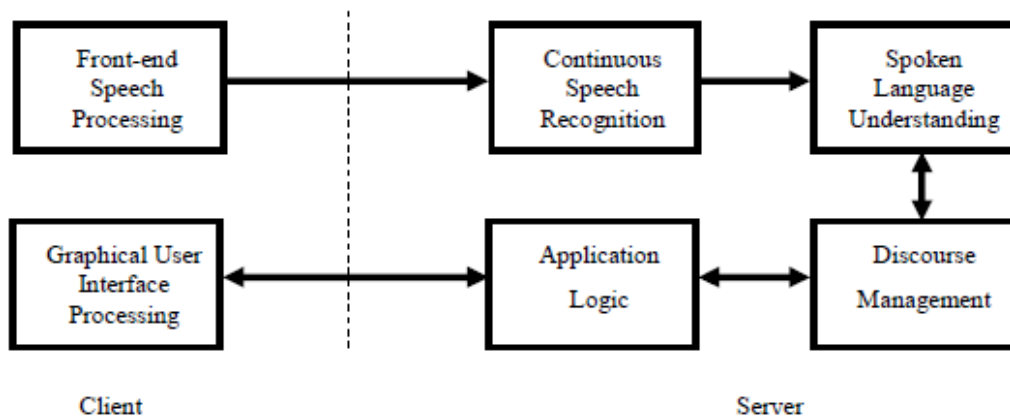 Front-end
Speech
Processing
Continuous
Speech
Recognition
Spoken
Language
Understanding
Graphical User
Interface
Processing
Application
Logic
Discourse
Management
Client
Server